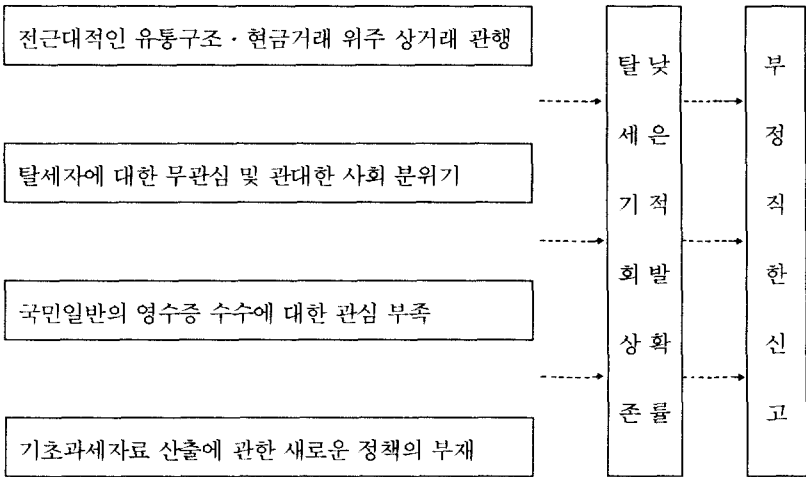 전근대적인 유통구조 · 현금거래 위주 상거래 관행
탈세자에 대한 무관심 및 관대한 사회 분위기
국민일반의 영수증 수수에 대한 관심 부족
기초과세자료 산출에 관한 새로운 정책의 부재
탈세기회상존
낮은적발확률
부정직한신고